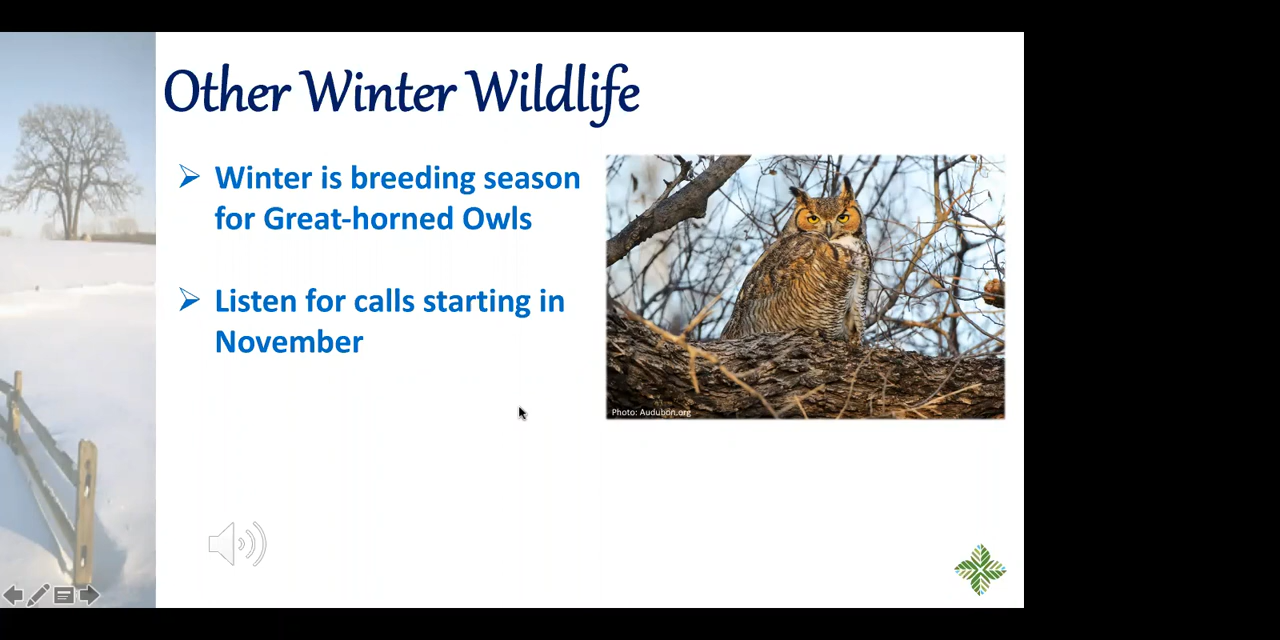 Other Winter Wildlife
Winter is breeding season
for Great-horned Owls
Listen for calls starting in
November
Photo: Audubon.org